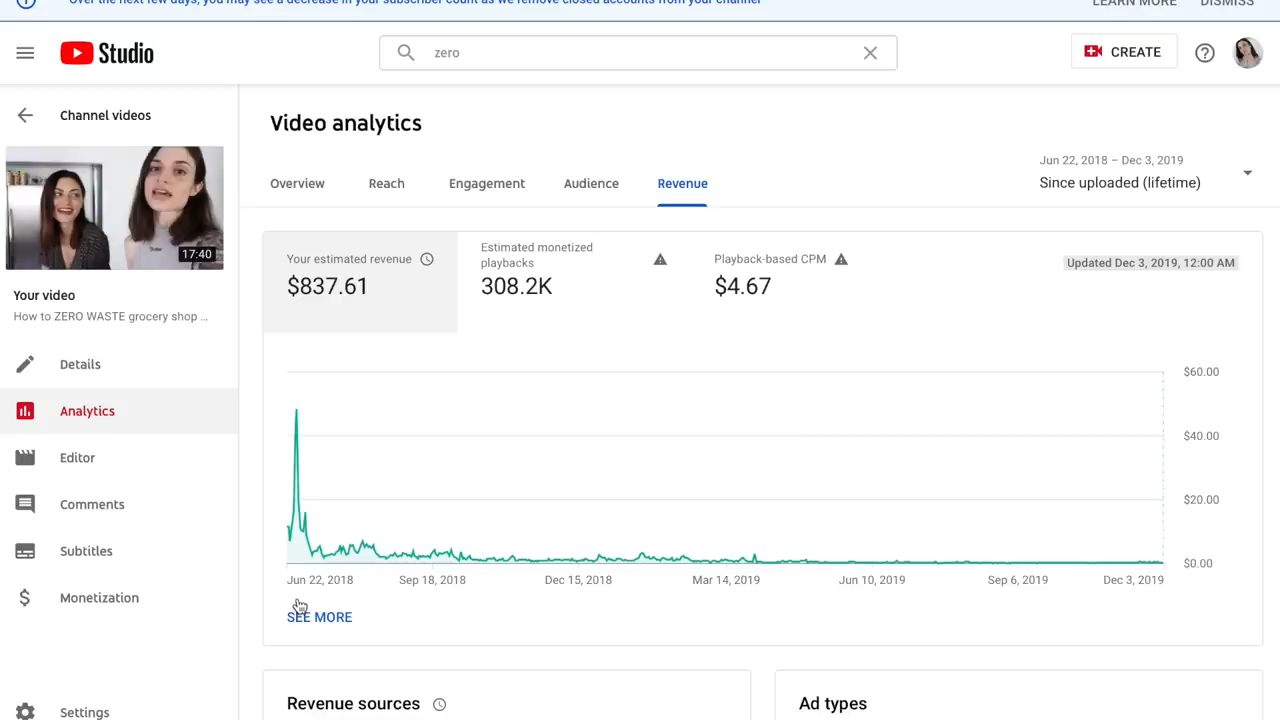 Over the next few days, you may see a decrease in your subscriber count as we remove closed accounts from your channel
LEARN MORE DISMISS
Studio
zero
CREATE
Channel videos
17:40
Your video
How to ZERO WASTE grocery shop ...
Details
Analytics
Editor
Comments
Subtitles
Monetization
Settings
Video analytics
Overview Reach Engagement Audience Revenue
Jun 22, 2018 – Dec 3, 2019
Since uploaded (lifetime)
Your estimated revenue
$837.61
Estimated monetized
playbacks
308.2K
Playback-based CPM
$4.67
Updated Dec 3, 2019, 12:00 AM
$60.00
$40.00
$20.00
$0.00
Jun 22, 2018 Sep 18, 2018 Dec 15, 2018 Mar 14, 2019 Jun 10, 2019 Sep 6, 2019 Dec 3, 2019
SEE MORE
Revenue sources
Ad types